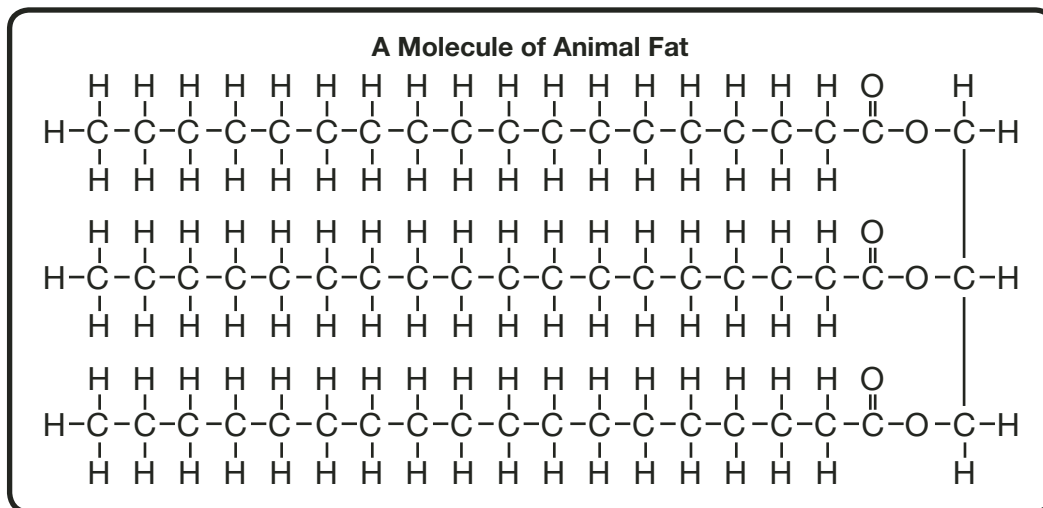 A Molecule of Animal Fat
H H H H H H H H H H H H H H H H H O H
H–C–C–C–C–C–C–C–C–C–C–C–C–C–C–C–C–C–C–O–C–H
H H H H H H H H H H H H H H H H H
H H H H H H H H H H H H H H H H H O
H–C–C–C–C–C–C–C–C–C–C–C–C–C–C–C–C–C–C–O–C–H
H H H H H H H H H H H H H H H H H
H H H H H H H H H H H H H H H H H O
H–C–C–C–C–C–C–C–C–C–C–C–C–C–C–C–C–C–C–O–C–H
H H H H H H H H H H H H H H H H H H